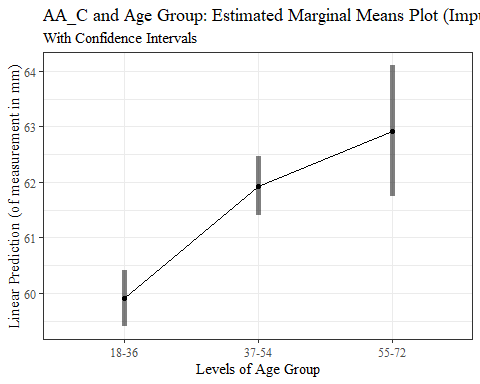 AA_C and Age Group: Estimated Marginal Means Plot
With Confidence Intervals
Linear Prediction (of measurement in mm)
64
63
62
61
60
18-36
37-54
55-72
Levels of Age Group